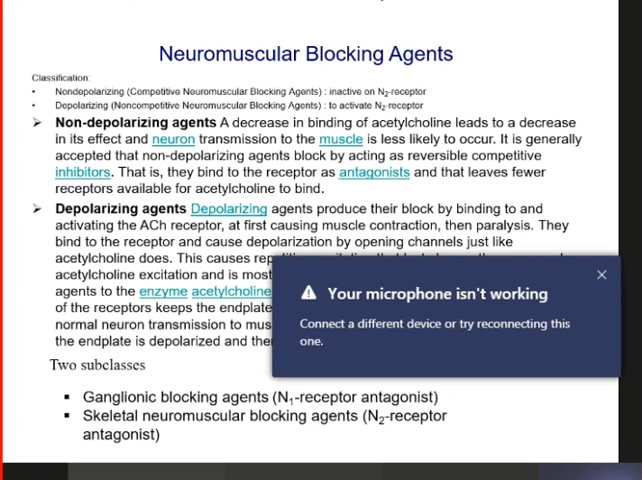 Neuromuscular Blocking Agents
Classification:
• Nondepolarizing (Competitive Neuromuscular Blocking Agents) : inactive on N2-receptor
• Depolarizing (Noncompetitive Neuromuscular Blocking Agents) : to activate N2-receptor
➢ Non-depolarizing agents A decrease in binding of acetylcholine leads to a decrease
in its effect and neuron transmission to the muscle is less likely to occur. It is generally
accepted that non-depolarizing agents block by acting as reversible competitive
inhibitors. That is, they bind to the receptor as antagonists and that leaves fewer
receptors available for acetylcholine to bind.
➢ Depolarizing agents Depolarizing agents produce their block by binding to and
activating the ACh receptor, at first causing muscle contraction, then paralysis. They
bind to the receptor and cause depolarization by opening channels just like
acetylcholine does. This causes
acetylcholine excitation and is most
agents to the enzyme acetylcholine
of the receptors keeps the endplate
normal neuron transmission to mus
the endplate is depolarized and
Your microphone isn't working
Connect a different device or try reconnecting this
one.
Two subclasses
▪ Ganglionic blocking agents (N1-receptor antagonist)
▪ Skeletal neuromuscular blocking agents (N2-receptor
antagonist)